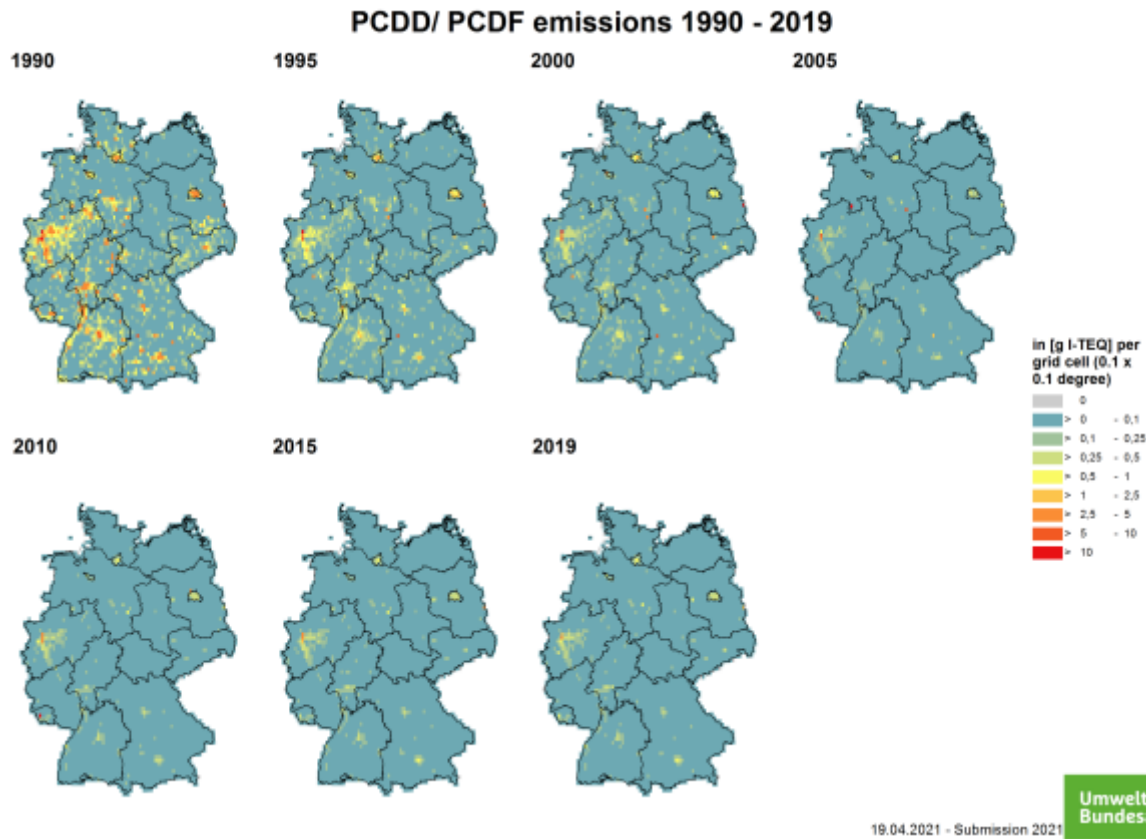 PCDD/ PCDF emissions 1990 - 2019
1990
1995
2000
2005
2010
2015
2019
in [g I-TEQ] per
grid cell (0.1 x
0.1 degree)
0
> 0 - 0,1
> 0,1 - 0,25
> 0,25 - 0,5
> 0,5 - 1
> 1 - 2,5
> 2,5 - 5
> 5 - 10
> 10
19.04.2021 - Submission 2021
Umwelt
Bundes